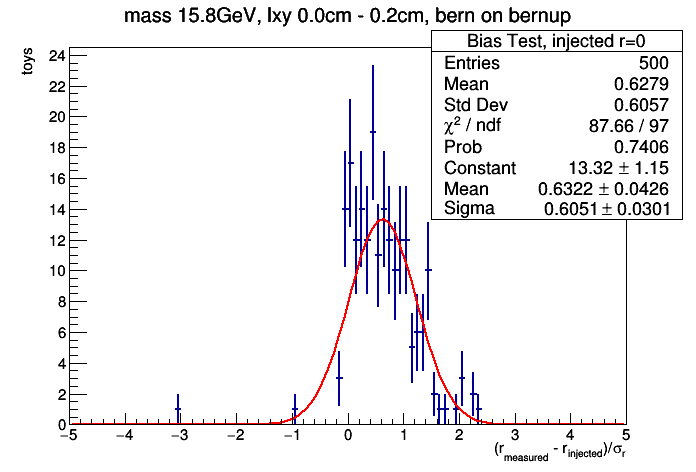 mass 15.8GeV, lxy 0.0cm - 0.2cm, bern on bernup
Bias Test, injected r=0
Entries 500
Mean 0.6279
Std Dev 0.6057
χ² / ndf 87.66 / 97
Prob 0.7406
Constant 13.32 ± 1.15
Mean 0.6322 ± 0.0426
Sigma 0.6051 ± 0.0301
toys
24
22
20
18
16
14
12
10
8
6
4
2
0
−5 −4 −3 −2 −1 0 1 2 3 4 5
(r_measured - r_injected)/σ_r